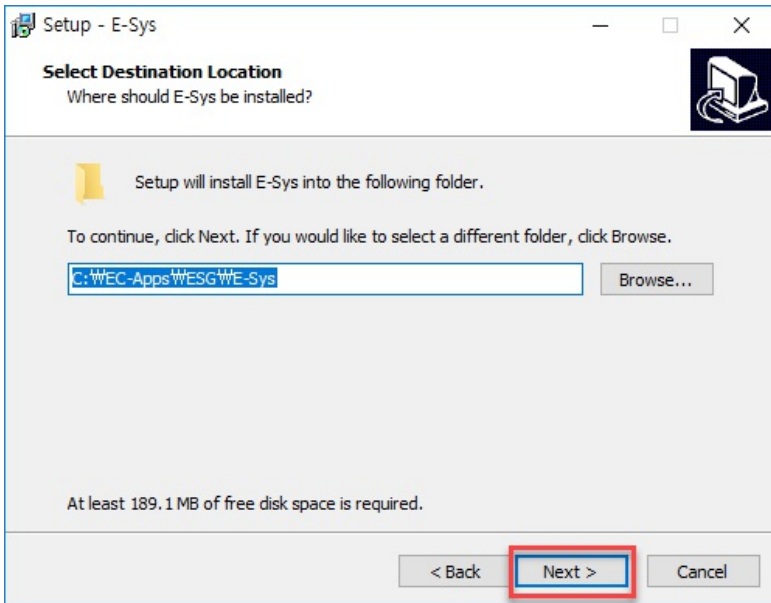 Setup - E-Sys
Select Destination Location
Where should E-Sys be installed?
Setup will install E-Sys into the following folder.
To continue, click Next. If you would like to select a different folder, click Browse.
C:₩EC-Apps₩ESG₩E-Sys
Browse...
At least 189.1 MB of free disk space is required.
< Back
Next >
Cancel